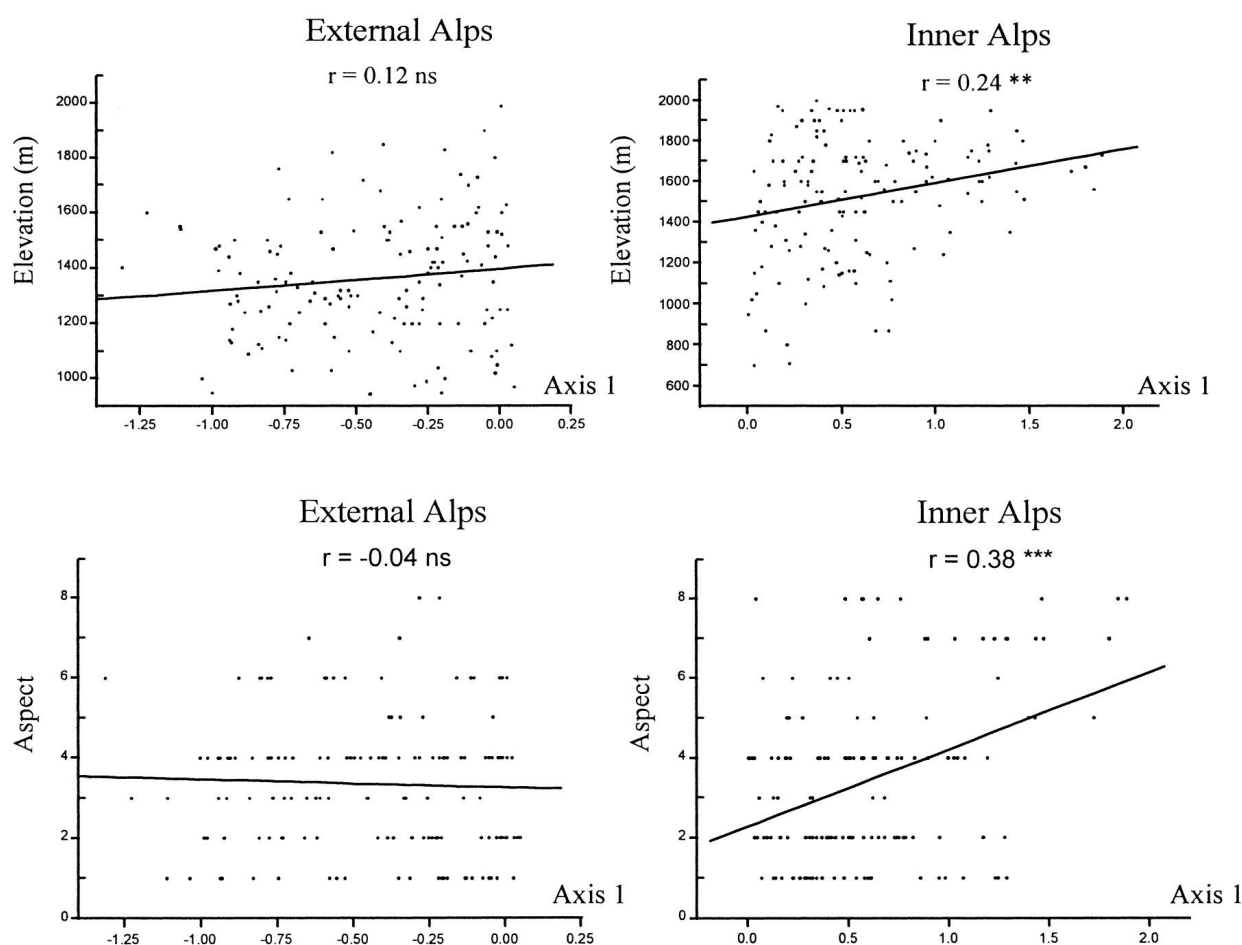 External Alps
r = 0.12 ns
Elevation (m)
2000
1800
1600
1400
1200
1000
Axis 1
-1.25 -1.00 -0.75 -0.50 -0.25 0.00 0.25
Inner Alps
r = 0.24 **
Elevation (m)
2000
1800
1600
1400
1200
1000
800
600
Axis 1
0.0 0.5 1.0 1.5 2.0
External Alps
r = -0.04 ns
Aspect
8
6
4
2
0
Axis 1
-1.25 -1.00 -0.75 -0.50 -0.25 0.00 0.25
Inner Alps
r = 0.38 ***
Aspect
8
6
4
2
0
Axis 1
0.0 0.5 1.0 1.5 2.0